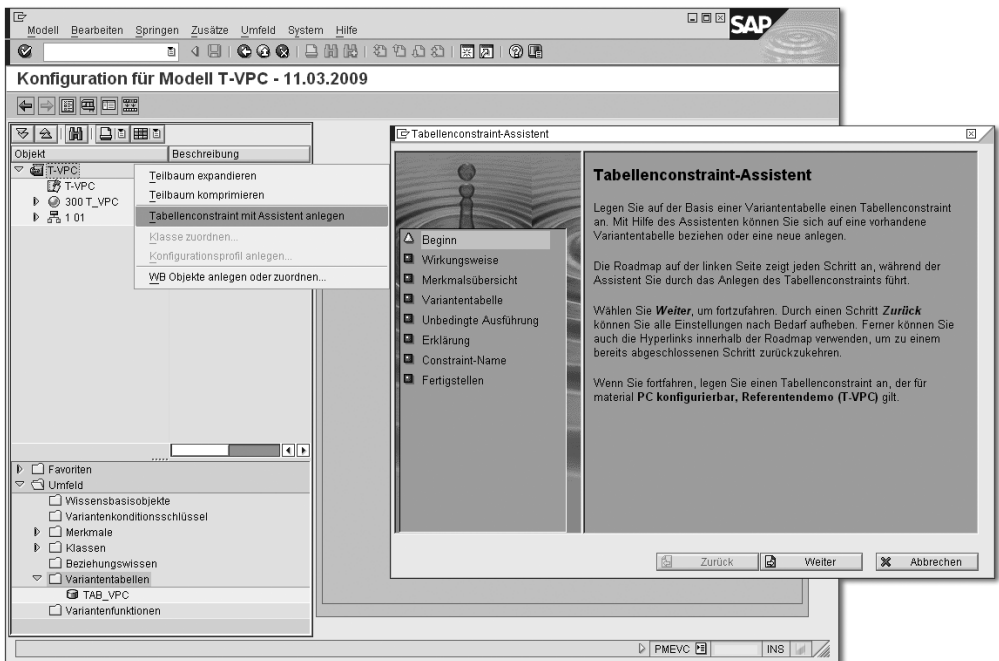 Modell Bearbeiten Springen Zusätze Umfeld System Hilfe
SAP
Konfiguration für Modell T-VPC - 11.03.2009
Objekt Beschreibung
T-VPC
T-VPC
300 T_VPC
1 01
Teilbaum expandieren
Teilbaum komprimieren
Tabellenconstraint mit Assistent anlegen
Klasse zuordnen...
Konfigurationsprofil anlegen...
WB Objekte anlegen oder zuordnen...
Favoriten
Umfeld
Wissensbasisobjekte
Variantenkonditionsschlüssel
Merkmale
Klassen
Beziehungswissen
Variantentabellen
TAB_VPC
Variantenfunktionen
Tabellenconstraint-Assistent
Beginn
Wirkungsweise
Merkmalsübersicht
Variantentabelle
Unbedingte Ausführung
Erklärung
Constraint-Name
Fertigstellen
Tabellenconstraint-Assistent
Legen Sie auf der Basis einer Variantentabelle einen Tabellenconstraint
an. Mit Hilfe des Assistenten können Sie sich auf eine vorhandene
Variantentabelle beziehen oder eine neue anlegen.
Die Roadmap auf der linken Seite zeigt jeden Schritt an, während der
Assistent Sie durch das Anlegen des Tabellenconstraints führt.
Wählen Sie Weiter, um fortzufahren. Durch einen Schritt Zurück
können Sie alle Einstellungen nach Bedarf aufheben. Ferner können Sie
auch die Hyperlinks innerhalb der Roadmap verwenden, um zu einem
bereits abgeschlossenen Schritt zurückzukehren.
Wenn Sie fortfahren, legen Sie einen Tabellenconstraint an, der für
material PC konfigurierbar, Referentendemo (T-VPC) gilt.
Zurück Weiter Abbrechen
PMEVC INS